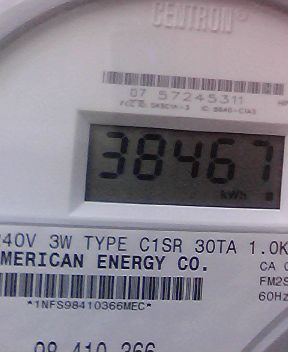 CENTRON®
07 57245311
38467
kWh
240V 3W TYPE C1SR 30TA 1.0K
MERICAN ENERGY CO.
CA
FM2S
60Hz
*1NFS98410366MEC*
98 410 366